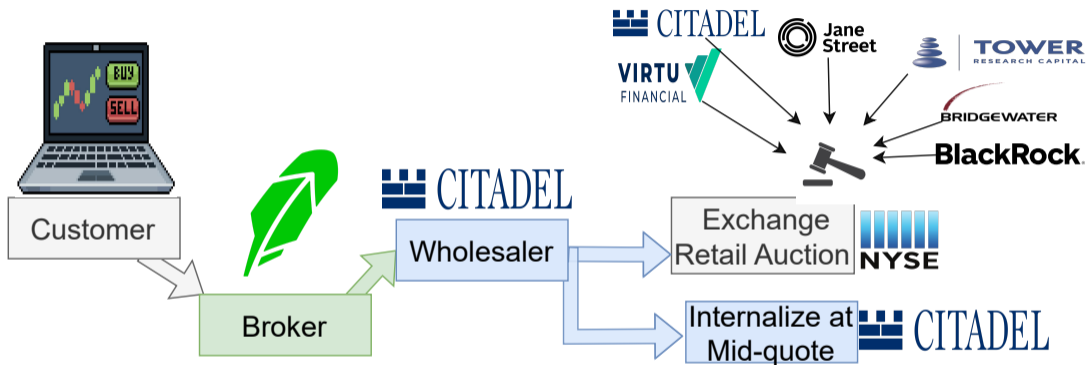 CITADEL
Jane
Street
TOWER
RESEARCH CAPITAL
VIRTU
FINANCIAL
BRIDGEWATER
BlackRock.
BUY
SELL
Customer
CITADEL
Wholesaler
Exchange
Retail Auction
NYSE
Broker
Internalize at
Mid-quote
CITADEL